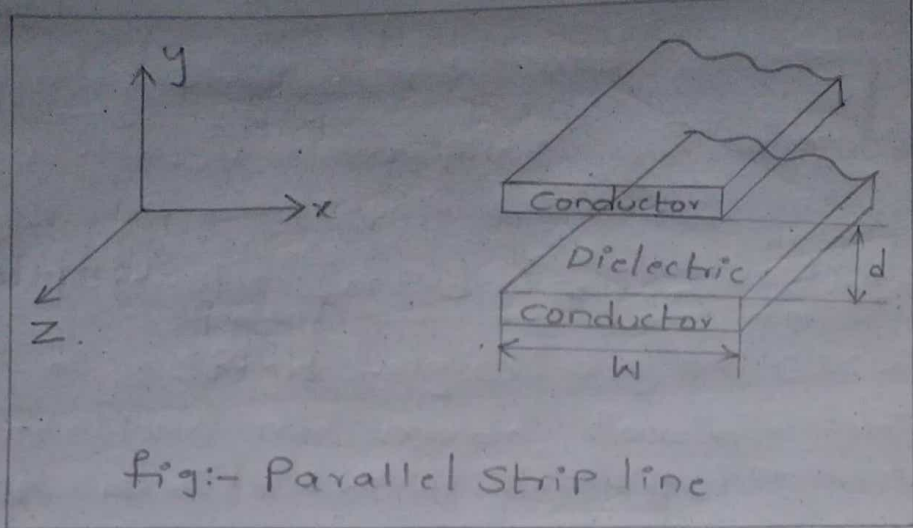 y
x
Z.
Conductor
Dielectric
d
Conductor
W
fig:- Parallel Strip line